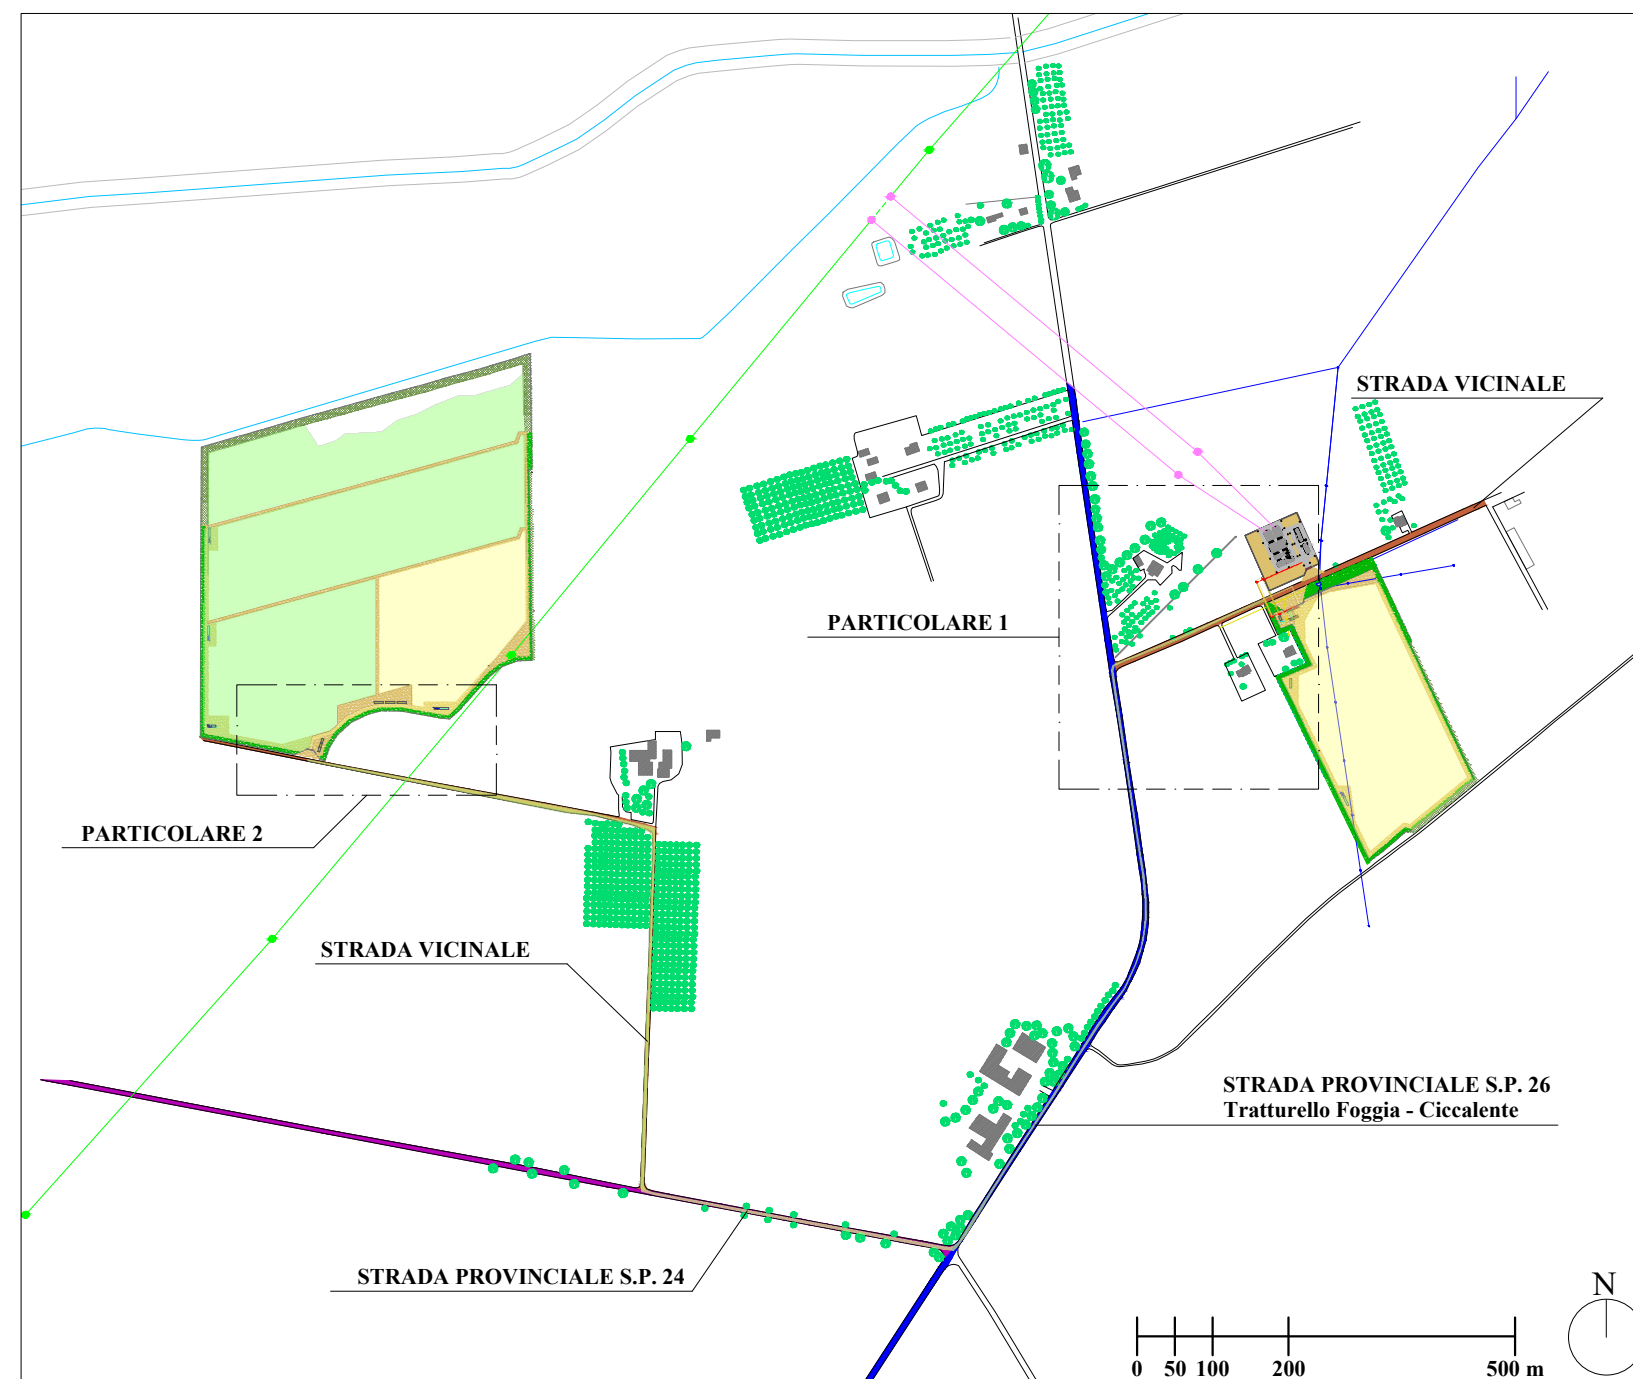 STRADA VICINALE
PARTICOLARE 1
PARTICOLARE 2
STRADA VICINALE
STRADA PROVINCIALE S.P. 26
Tratturello Foggia - Ciccalente
STRADA PROVINCIALE S.P. 24
N
0 50 100 200 500 m